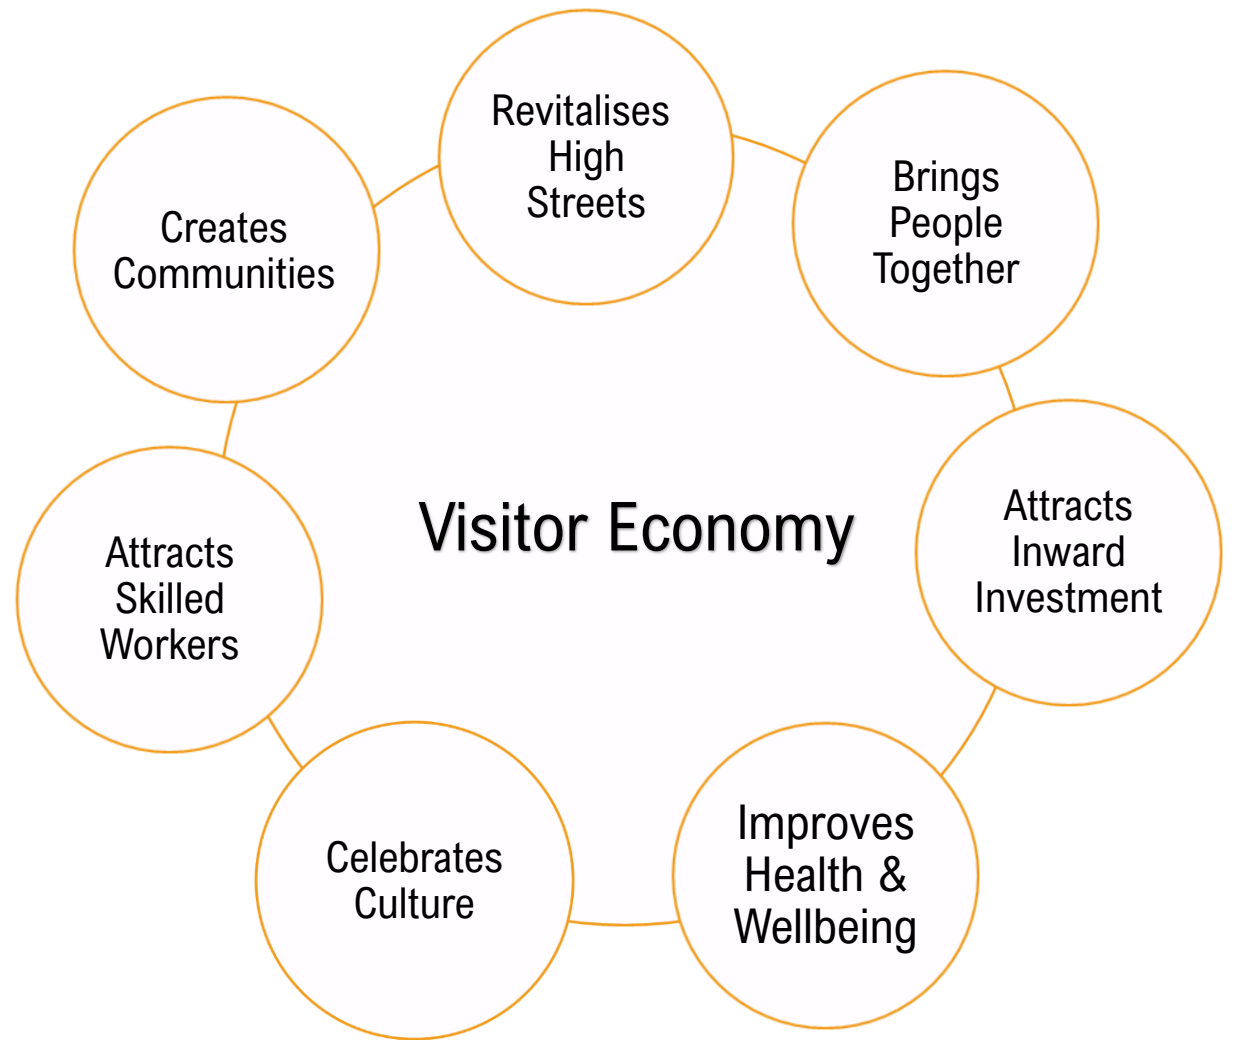 Revitalises
High
Streets
Brings
People
Together
Attracts
Inward
Investment
Improves
Health &
Wellbeing
Celebrates
Culture
Attracts
Skilled
Workers
Creates
Communities
Visitor Economy